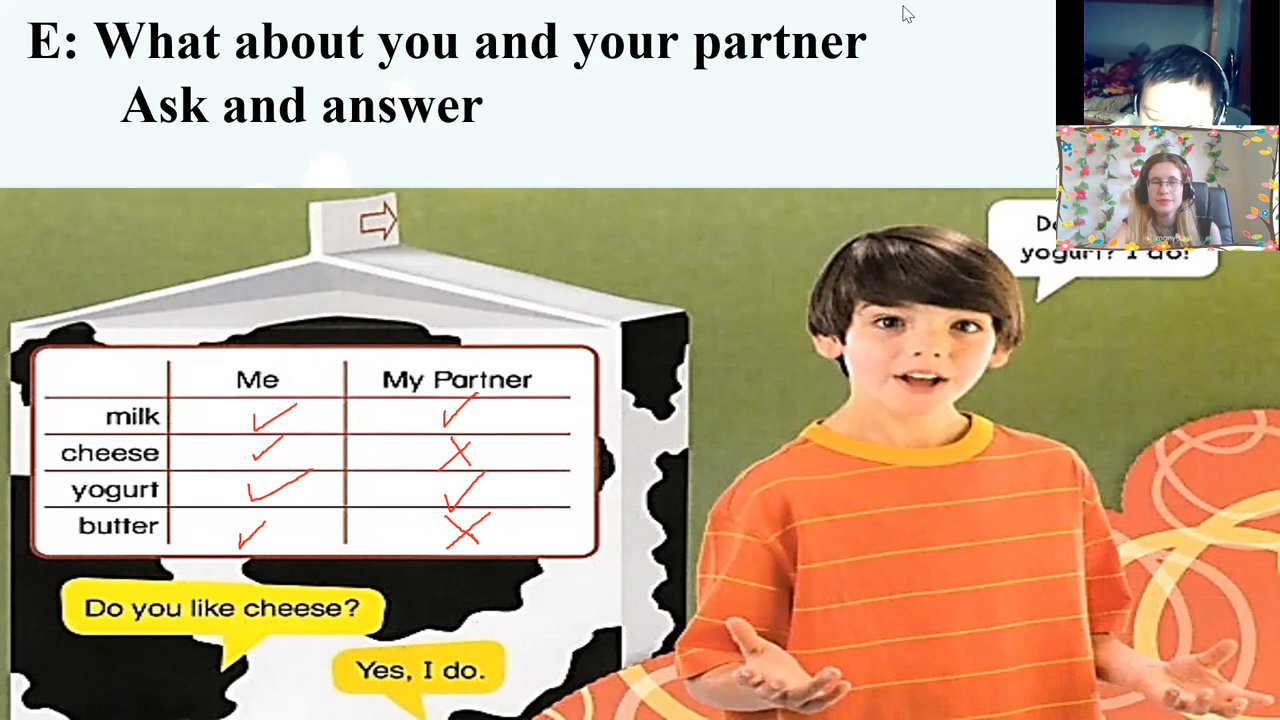 E: What about you and your partner
Ask and answer
yogurt? I do!
Me My Partner
milk
cheese
yogurt
butter
Do you like cheese?
Yes, I do.